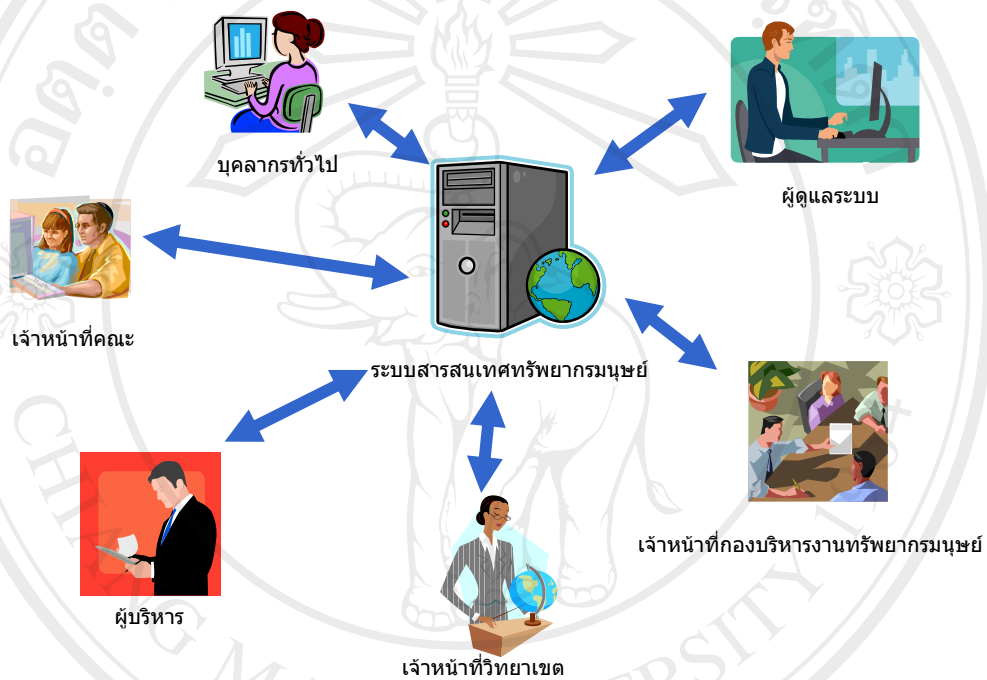 บุคลากรทั่วไป
ผู้ดูแลระบบ
เจ้าหน้าที่คณะ
ระบบสารสนเทศทรัพยากรมนุษย์
เจ้าหน้าที่กองบริหารงานทรัพยากรมนุษย์
ผู้บริหาร
เจ้าหน้าที่วิทยาเขต